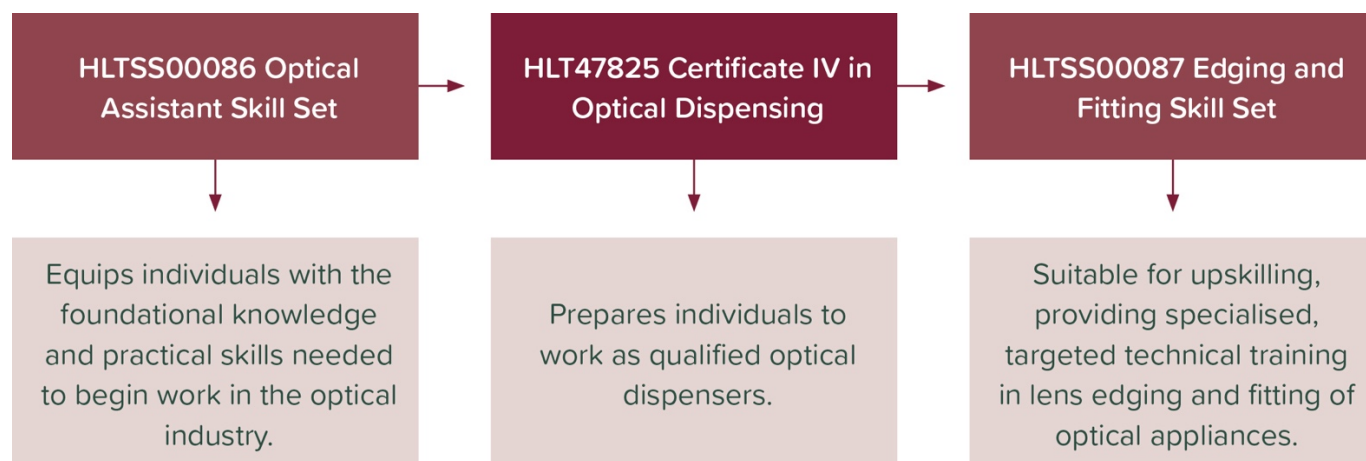 HLTSS00086 Optical
Assistant Skill Set
HLT47825 Certificate IV in
Optical Dispensing
HLTSS00087 Edging and
Fitting Skill Set
Equips individuals with the
foundational knowledge
and practical skills needed
to begin work in the optical
industry.
Prepares individuals to
work as qualified optical
dispensers.
Suitable for upskilling,
providing specialised,
targeted technical training
in lens edging and fitting of
optical appliances.